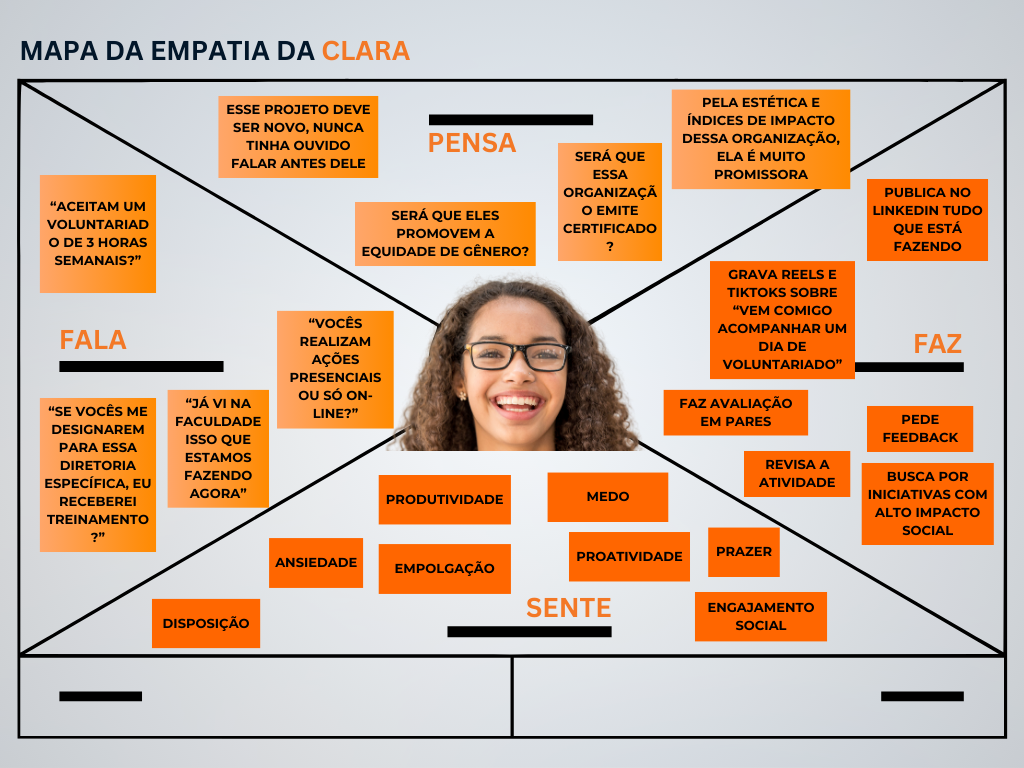 MAPA DA EMPATIA DA CLARA
PENSA
ESSE PROJETO DEVE
SER NOVO, NUNCA
TINHA OUVIDO
FALAR ANTES DELE
SERÁ QUE ELES
PROMOVEM A
EQUIDADE DE GÊNERO?
SERÁ QUE
ESSA
ORGANIZAÇÃ
O EMITE
CERTIFICADO
?
PELA ESTÉTICA E
ÍNDICES DE IMPACTO
DESSA ORGANIZAÇÃO,
ELA É MUITO
PROMISSORA
“ACEITAM UM
VOLUNTARIAD
O DE 3 HORAS
SEMANAIS?”
FALA
“VOCÊS
REALIZAM
AÇÕES
PRESENCIAIS
OU SÓ ON-
LINE?”
“SE VOCÊS ME
DESIGNAREM
PARA ESSA
DIRETORIA
ESPECÍFICA, EU
RECEBEREI
TREINAMENTO
?”
“JÁ VI NA
FACULDADE
ISSO QUE
ESTAMOS
FAZENDO
AGORA”
PUBLICA NO
LINKEDIN TUDO
QUE ESTÁ
FAZENDO
GRAVA REELS E
TIKTOKS SOBRE
“VEM COMIGO
ACOMPANHAR UM
DIA DE
VOLUNTARIADO”
FAZ
FAZ AVALIAÇÃO
EM PARES
PEDE
FEEDBACK
REVISA A
ATIVIDADE
BUSCA POR
INICIATIVAS COM
ALTO IMPACTO
SOCIAL
PRODUTIVIDADE
MEDO
ANSIEDADE
EMPOLGAÇÃO
PROATIVIDADE
PRAZER
DISPOSIÇÃO
SENTE
ENGAJAMENTO
SOCIAL